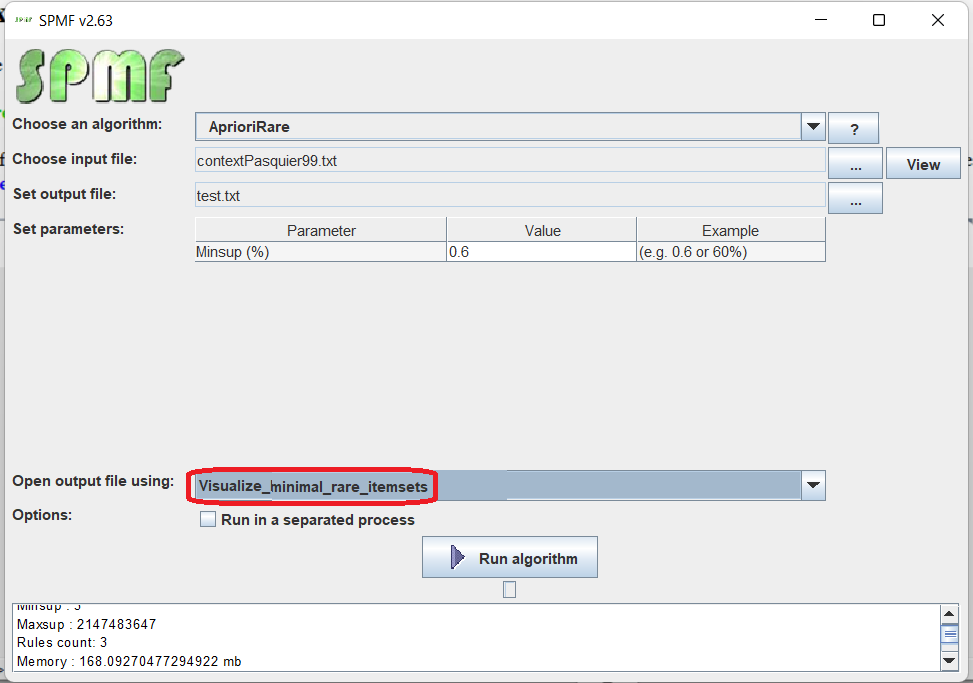 SPMF SPMF v2.63
SPMF
Choose an algorithm: AprioriRare ?
Choose input file: contextPasquier99.txt ... View
Set output file: test.txt ...
Set parameters: Parameter Value Example
Minsup (%) 0.6 (e.g. 0.6 or 60%)
Open output file using: Visualize_minimal_rare_itemsets
Options: Run in a separated process
Run algorithm
Maxsup : 2147483647
Rules count: 3
Memory : 168.09270477294922 mb